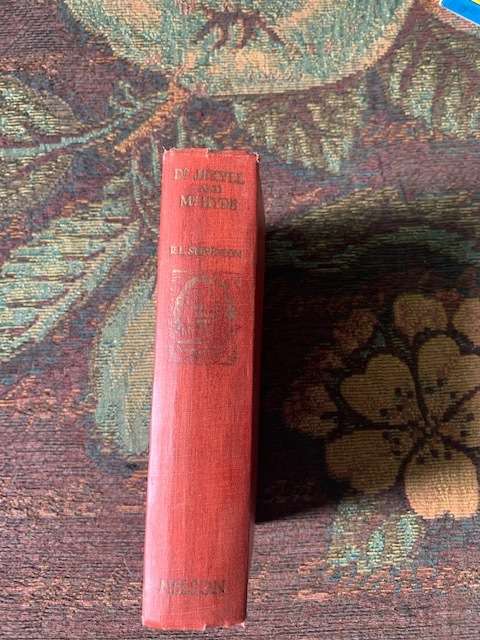 Dr JEKYLL
AND
Mr HYDE
R. L. STEVENSON
NELSON